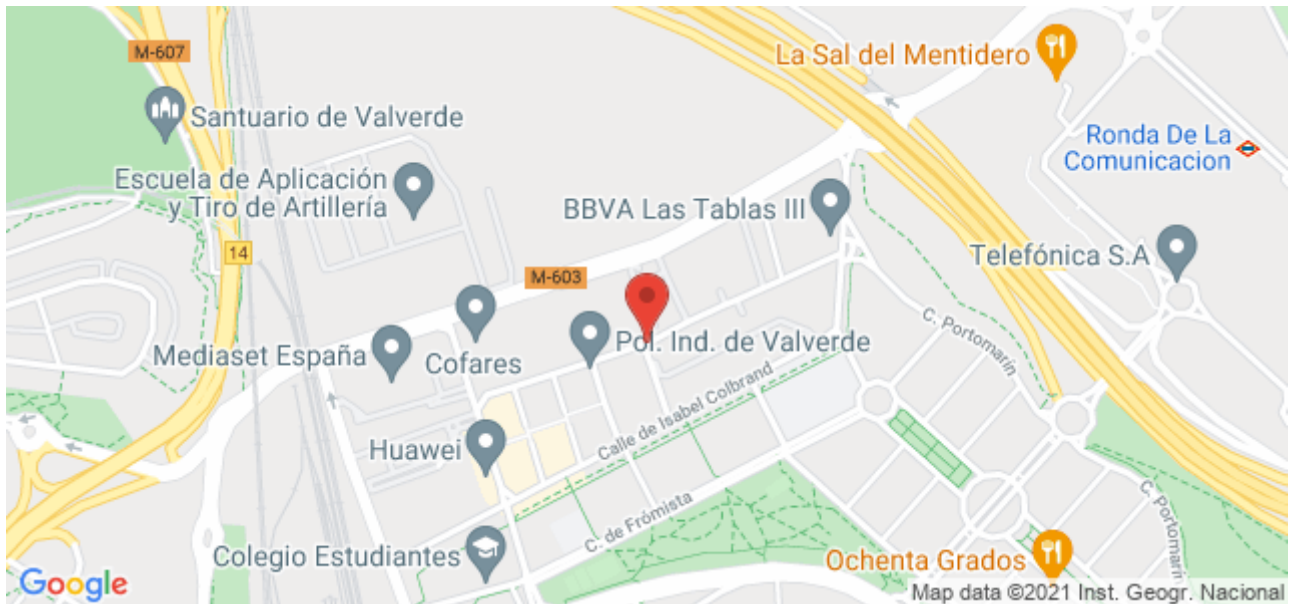 M-607
La Sal del Mentidero
Santuario de Valverde
Ronda De La
Comunicacion
Escuela de Aplicación
y Tiro de Artillería
BBVA Las Tablas III
14
Telefónica S.A
M-603
C. Portomarín
Pol. Ind. de Valverde
Mediaset España
Cofares
Calle de Isabel Colbrand
Huawei
C. de Frómista
C. Portomarín
Colegio Estudiantes
Ochenta Grados
Google
Map data ©2021 Inst. Geogr. Nacional